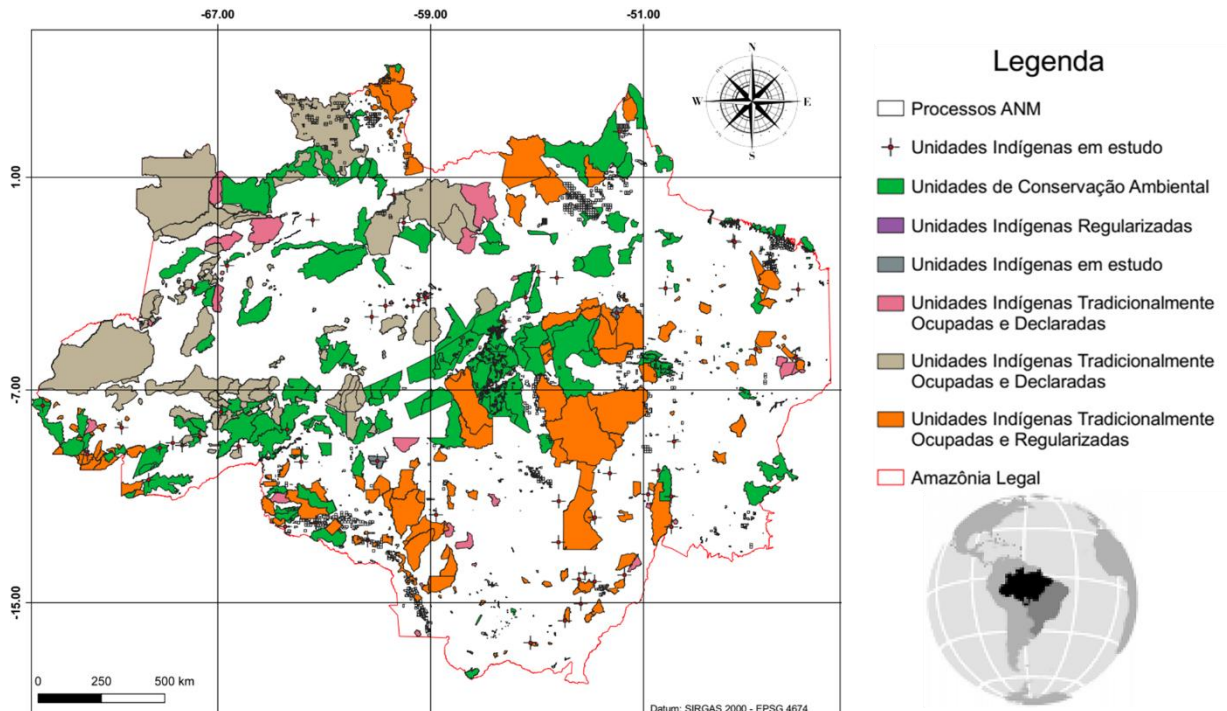 -67.00
-59.00
-51.00
1.00
-7.00
-15.00
N
W
E
S
0
250
500 km
Datum: SIRGAS 2000 - EPSG 4674
Legenda
Processos ANM
Unidades Indígenas em estudo
Unidades de Conservação Ambiental
Unidades Indígenas Regularizadas
Unidades Indígenas em estudo
Unidades Indígenas Tradicionalmente
Ocupadas e Declaradas
Unidades Indígenas Tradicionalmente
Ocupadas e Declaradas
Unidades Indígenas Tradicionalmente
Ocupadas e Regularizadas
Amazônia Legal